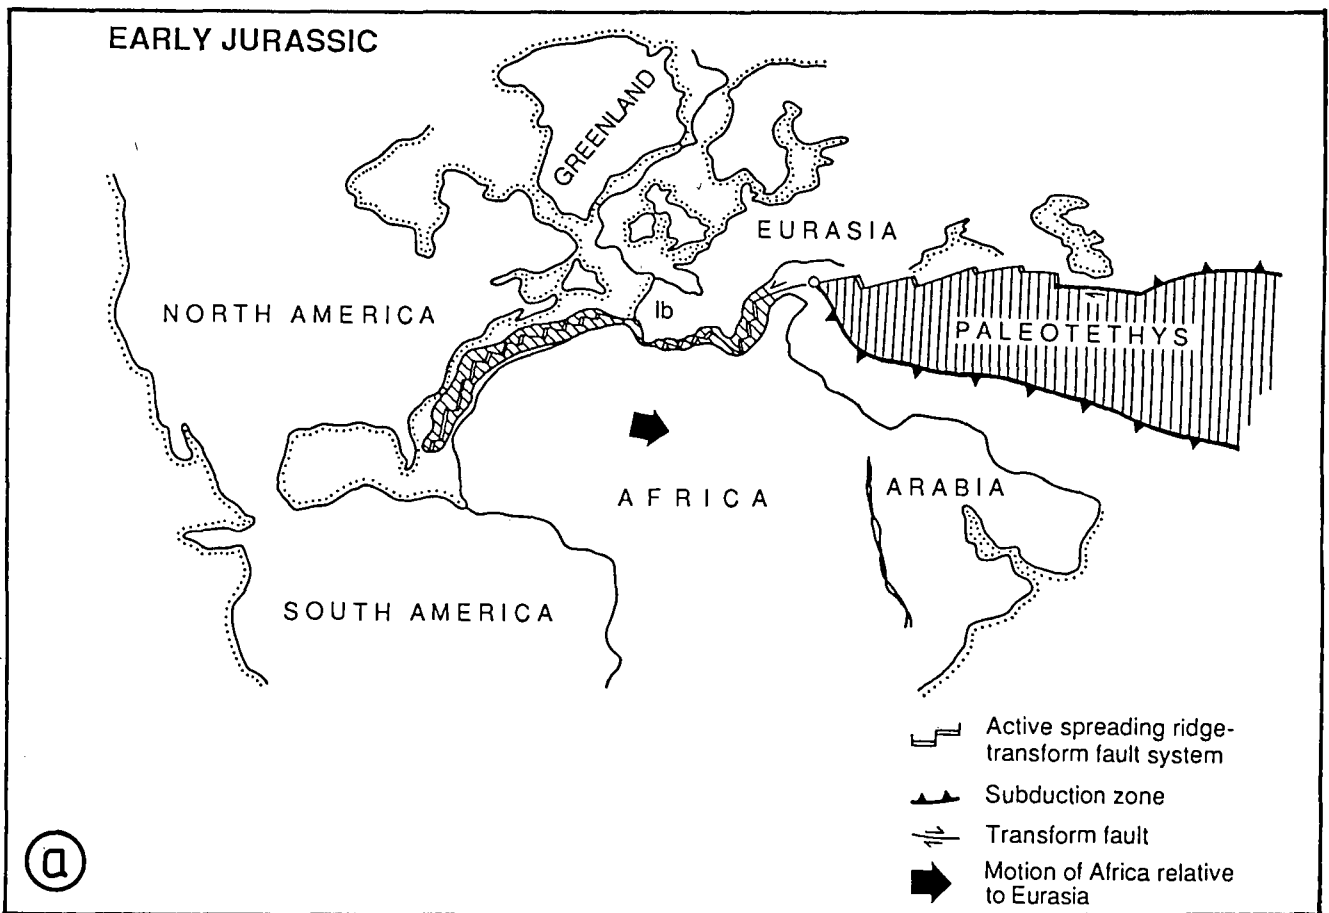 EARLY JURASSIC
GREENLAND
EURASIA
NORTH AMERICA
Ib
PALEOTETHYS
AFRICA
ARABIA
SOUTH AMERICA
Active spreading ridge-
transform fault system
Subduction zone
Transform fault
Motion of Africa relative
to Eurasia
a